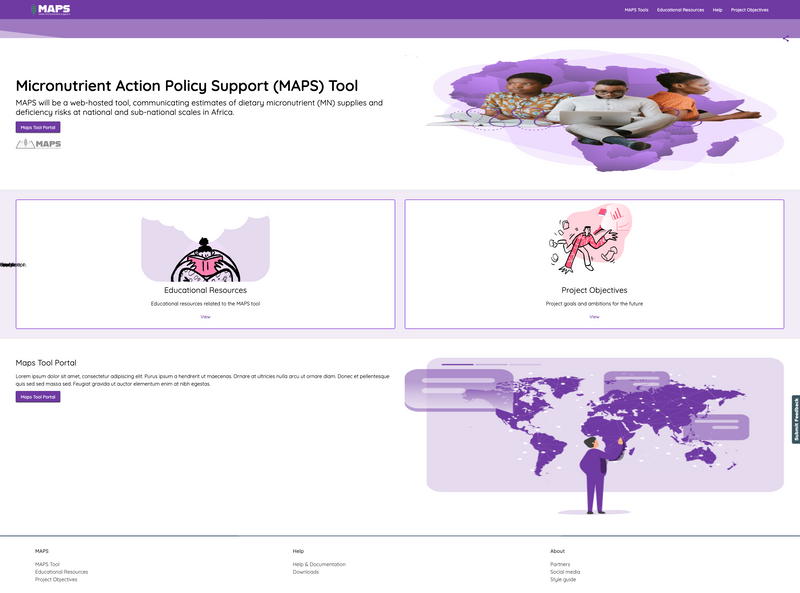 MAPS
MAPS Tools Educational Resources Help Project Objectives
Micronutrient Action Policy Support (MAPS) Tool
MAPS will be a web-hosted tool, communicating estimates of dietary micronutrient (MN) supplies and
deficiency risks at national and sub-national scales in Africa.
Maps Tool Portal
MAPS
Educational Resources
Educational resources related to the MAPS tool
View
Project Objectives
Project goals and ambitions for the future
View
Maps Tool Portal
Lorem ipsum dolor sit amet, consectetur adipiscing elit. Purus ipsum a hendrerit ut maecenas. Ornare at ultricies nulla arcu ut ornare diam. Donec et pellentesque
quis sed sed massa sed. Feugiat gravida ut auctor elementum enim at nibh egestas.
Maps Tool Portal
Submit Feedback
MAPS
MAPS Tool
Educational Resources
Project Objectives
Help
Help & Documentation
Downloads
About
Partners
Social media
Style guide